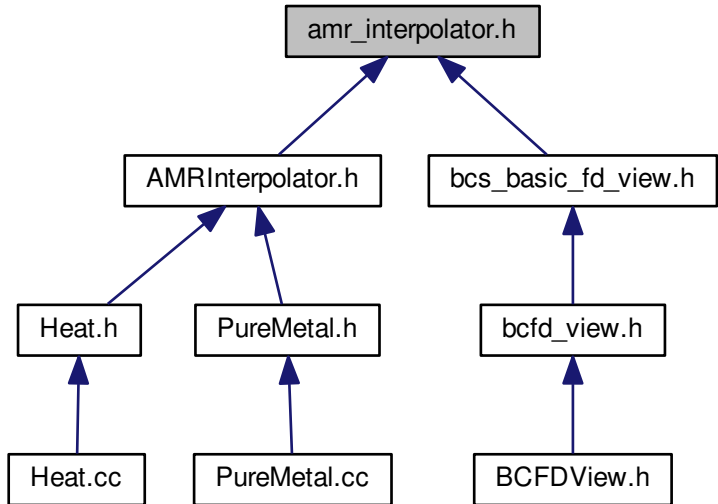 amr_interpolator.h
AMRInterpolator.h
bcs_basic_fd_view.h
Heat.h
PureMetal.h
bcfd_view.h
Heat.cc
PureMetal.cc
BCFDView.h